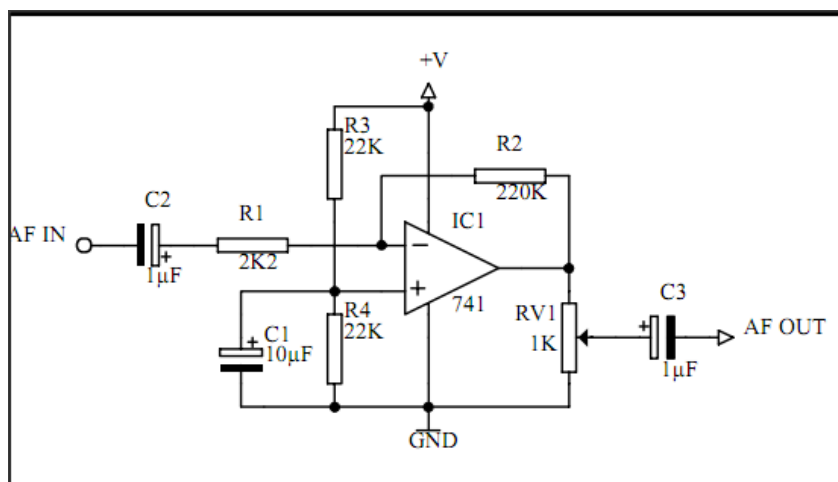 +V
R3
22K
R2
220K
C2
R1
IC1
AF IN
+
1µF
2K2
−
+
741
R4
22K
C1
+
10µF
RV1
1K
C3
+
1µF
AF OUT
GND